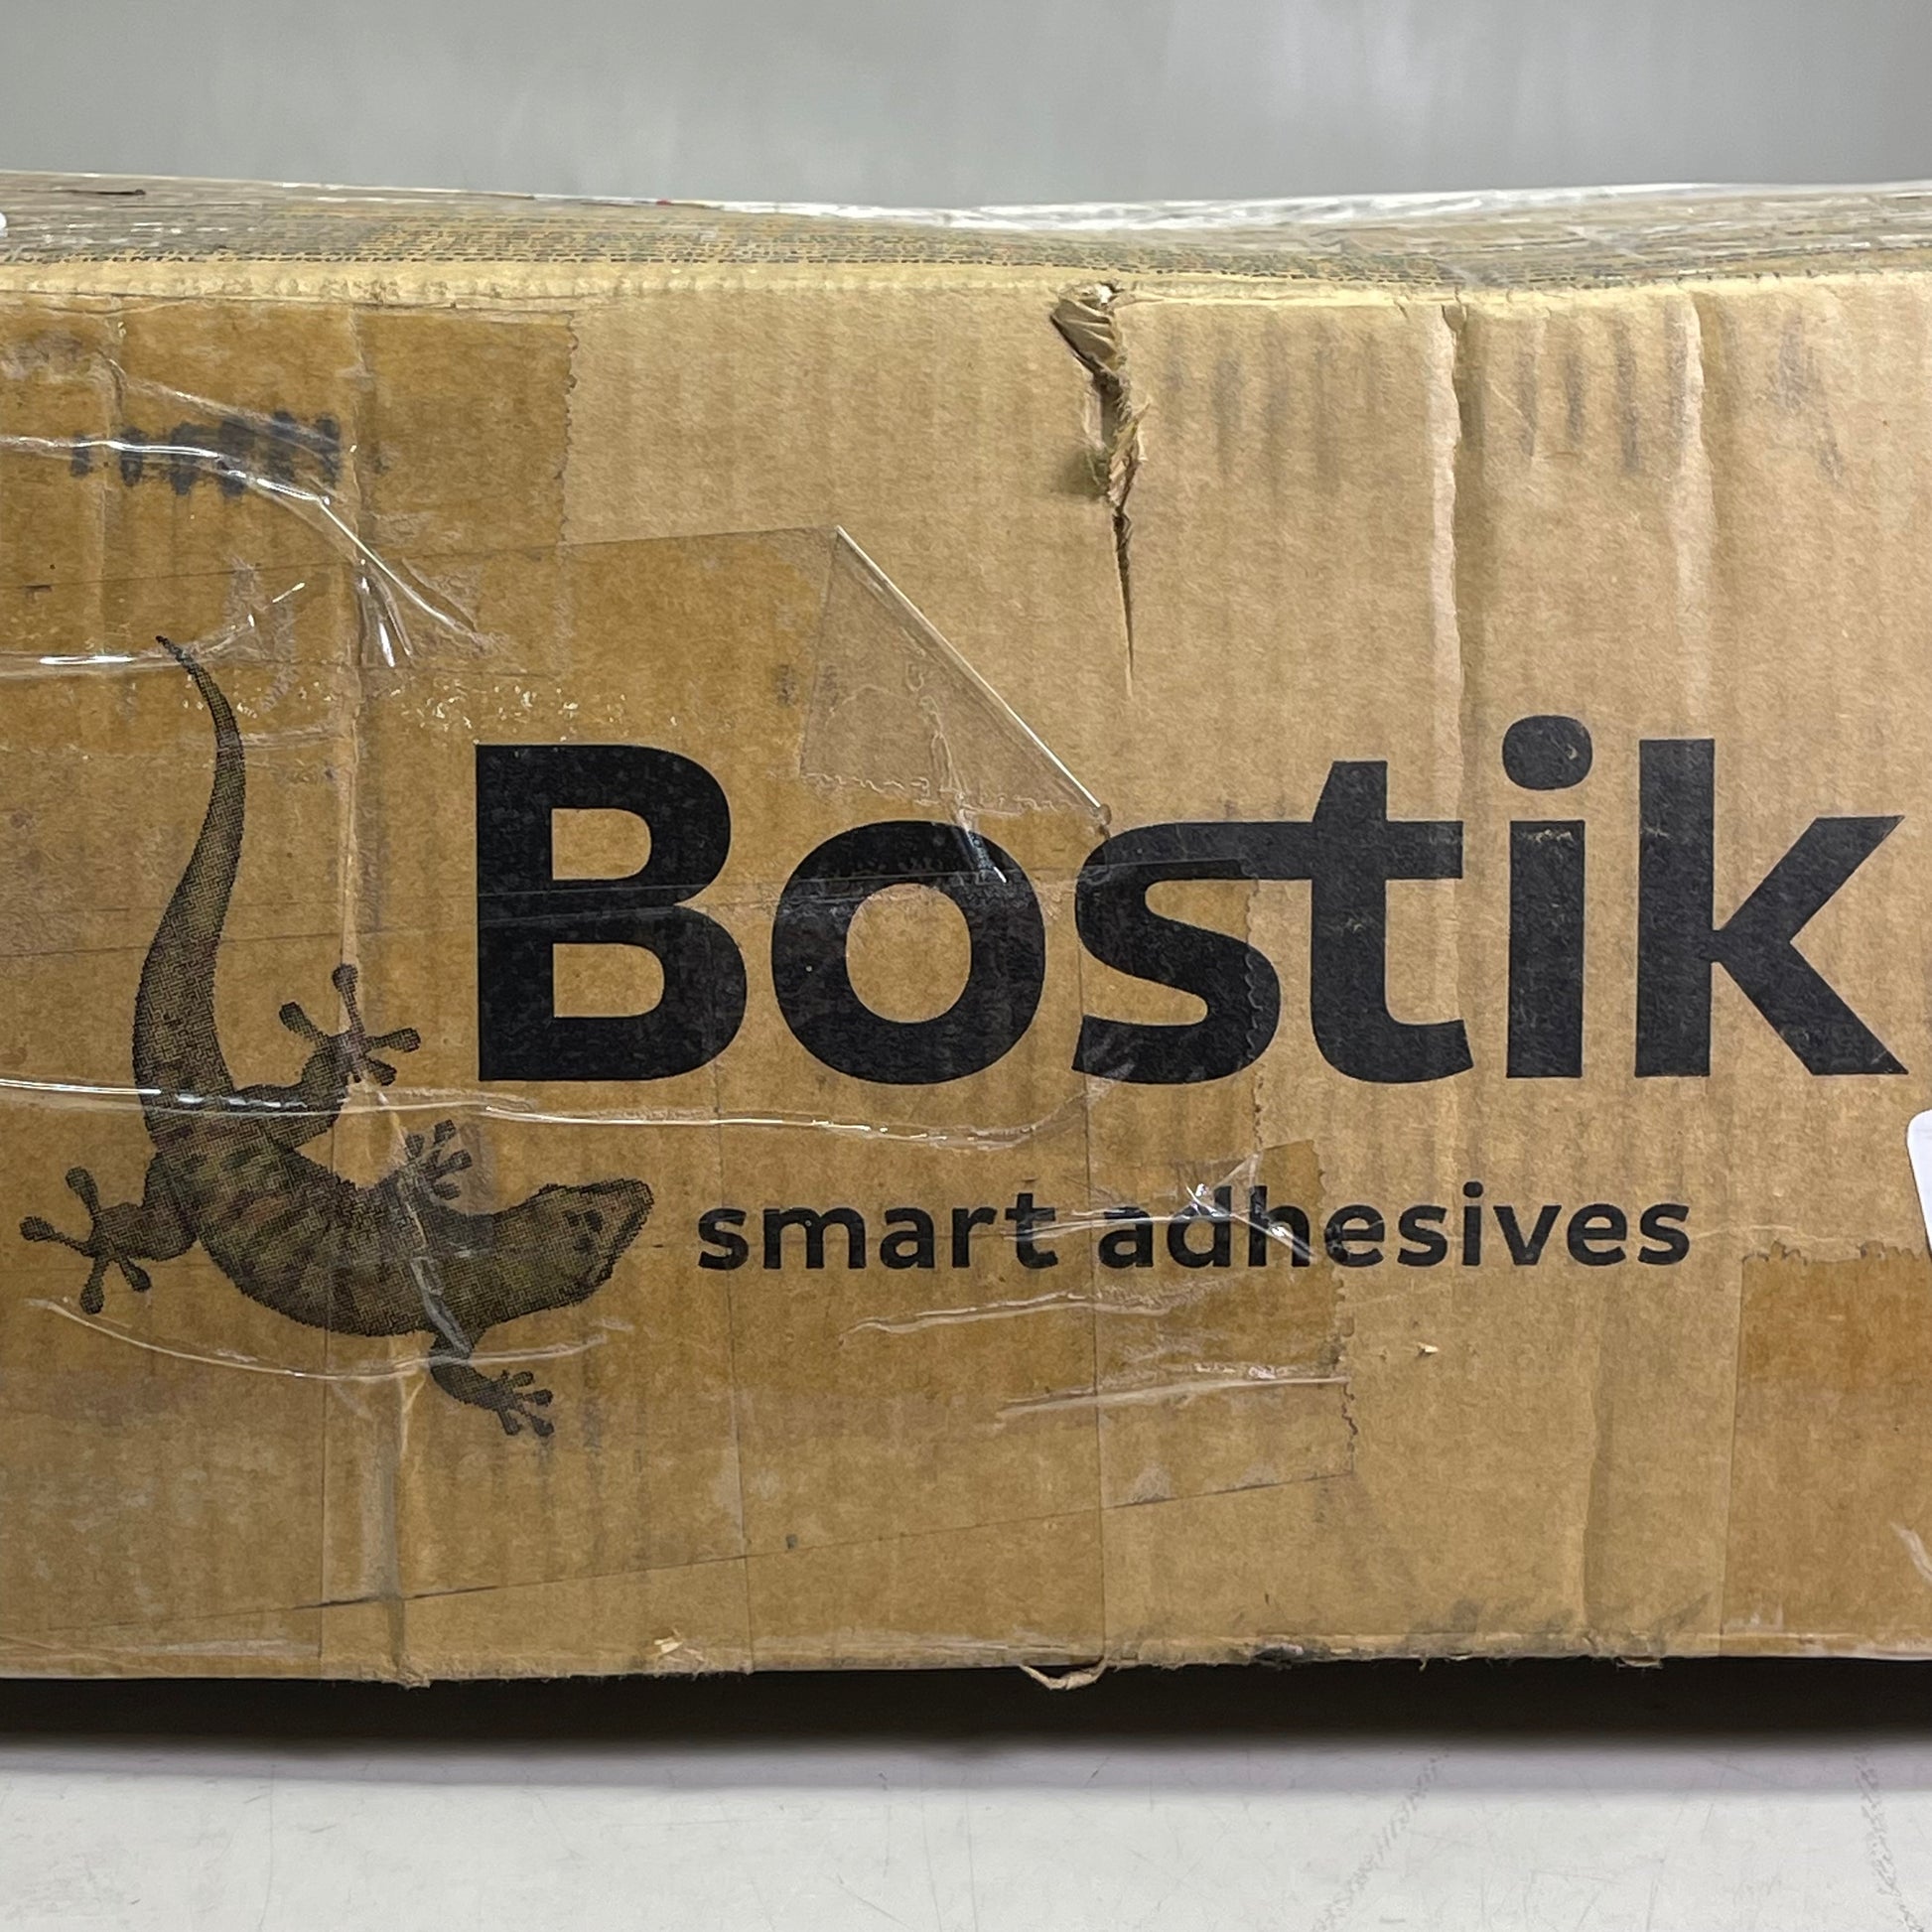 Bostik
smart adhesives